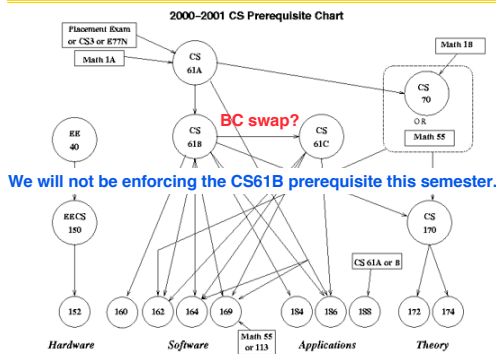 2000-2001 CS Prerequisite Chart
Placement Exam
or CS3 or E77N
Math 1A
Math 1B
CS
61A
CS
70
OR
Math 55
BC swap?
EE
40
CS
61B
CS
61C
We will not be enforcing the CS61B prerequisite this semester.
EECS
150
CS
170
CS 61A or B
152
160
162
164
169
184
186
188
172
174
Math 55
or 113
Hardware
Software
Applications
Theory